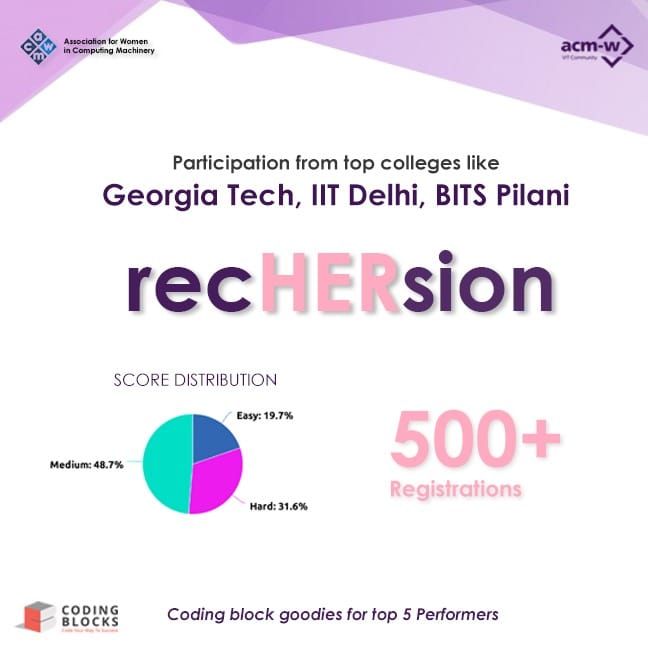 Association for Women
in Computing Machinery
acm-w
VIT Community
Participation from top colleges like
Georgia Tech, IIT Delhi, BITS Pilani
recHERsion
SCORE DISTRIBUTION
Easy: 19.7%
Medium: 48.7%
Hard: 31.6%
500+
Registrations
CODING
BLOCKS
Code Your Way To Success
Coding block goodies for top 5 Performers